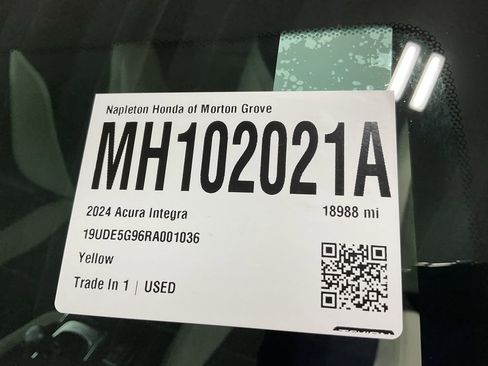 Napleton Honda of Morton Grove
MH102021A
2024 Acura Integra 18988 mi
19UDE5G96RA001036
Yellow
Trade In 1 | USED